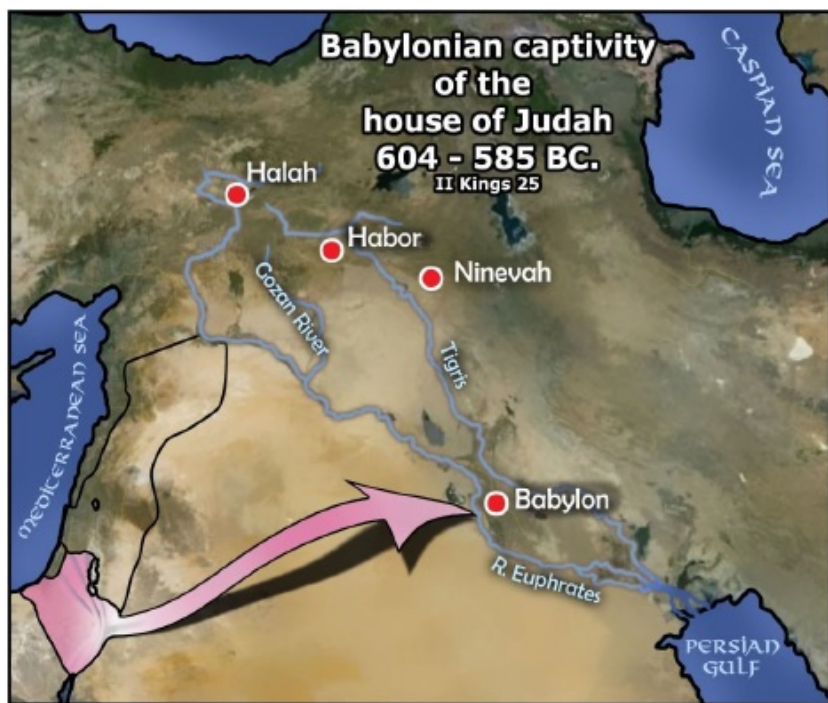 Babylonian captivity
of the
house of Judah
604 - 585 BC.
II Kings 25
CASPIAN SEA
Halah
Habor
Ninevah
Gozan River
Tigris
MEDITERRANEAN SEA
Babylon
R. Euphrates
PERSIAN
GULF